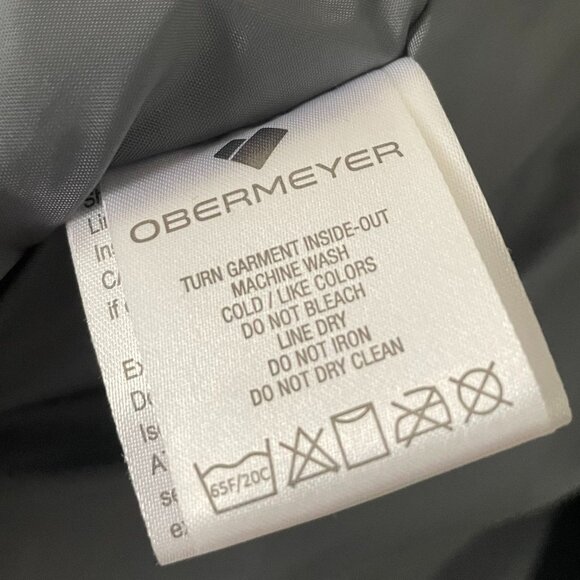 OBERMEYER
TURN GARMENT INSIDE-OUT
MACHINE WASH
COLD / LIKE COLORS
DO NOT BLEACH
LINE DRY
DO NOT IRON
DO NOT DRY CLEAN
65F/20C
if